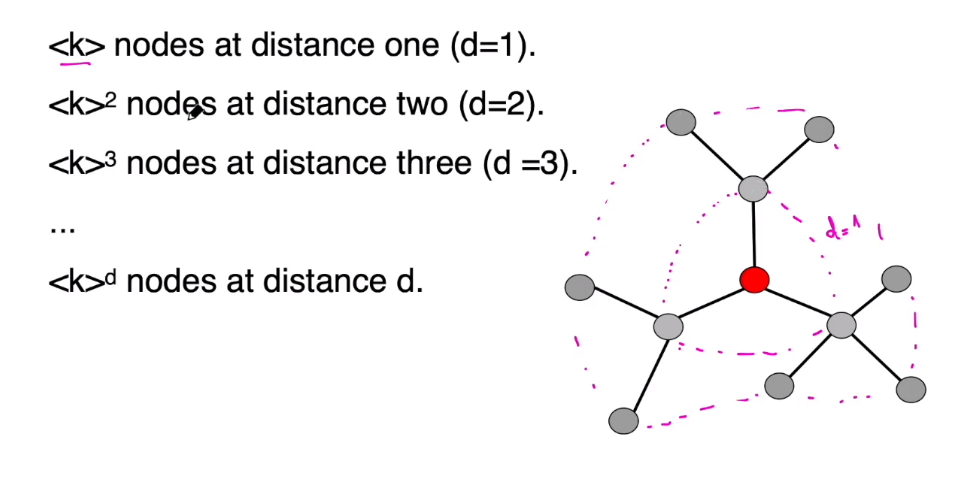 <k> nodes at distance one (d=1).
<k>² nodes at distance two (d=2).
<k>³ nodes at distance three (d =3).
...
<k>ᵈ nodes at distance d.
d=1